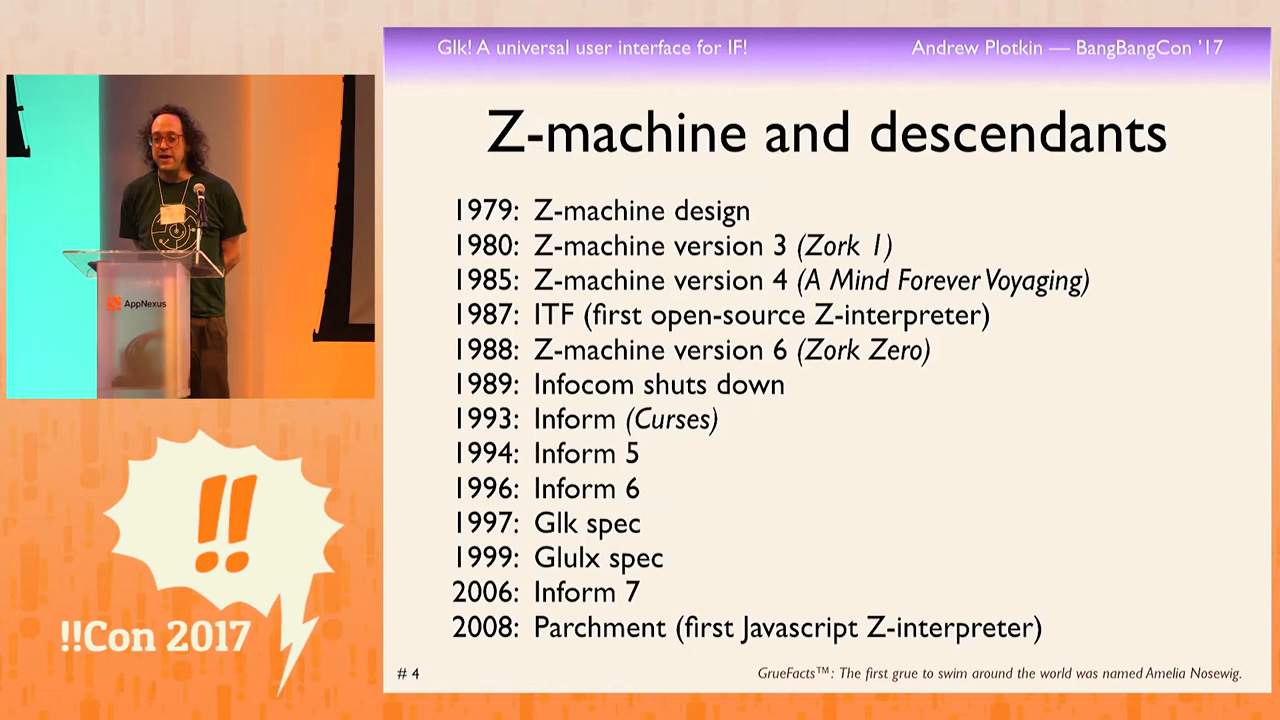 Glk! A universal user interface for IF!
Andrew Plotkin — BangBangCon '17
Z-machine and descendants
1979: Z-machine design
1980: Z-machine version 3 (Zork 1)
1985: Z-machine version 4 (A Mind Forever Voyaging)
1987: ITF (first open-source Z-interpreter)
1988: Z-machine version 6 (Zork Zero)
1989: Infocom shuts down
1993: Inform (Curses)
1994: Inform 5
1996: Inform 6
1997: Glk spec
1999: Glulx spec
2006: Inform 7
2008: Parchment (first Javascript Z-interpreter)
# 4
GrueFacts™: The first grue to swim around the world was named Amelia Nosewig.
AppNexus
!!
!!Con 2017